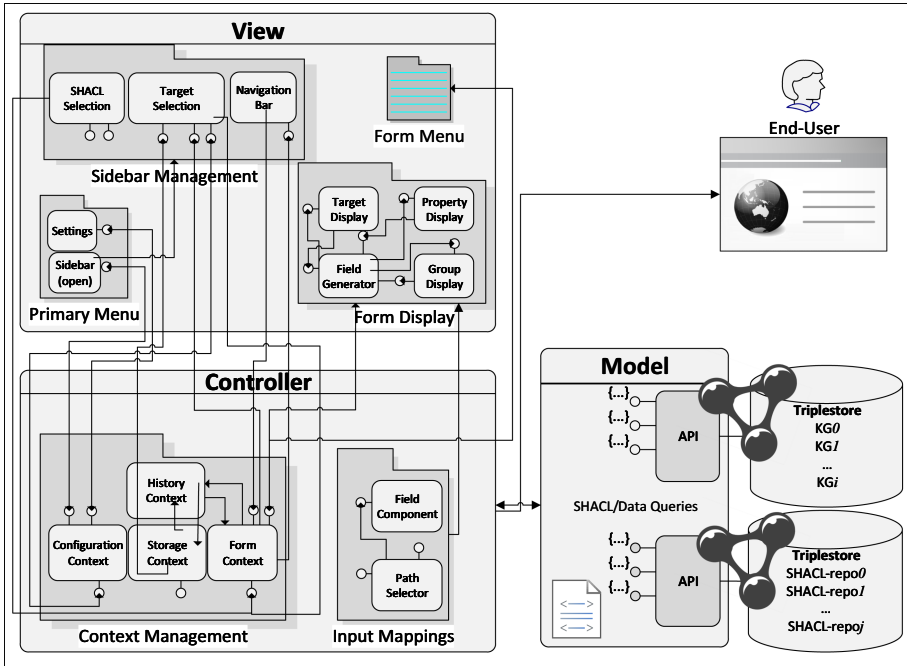 View
SHACL
Selection
Target
Selection
Navigation
Bar
Sidebar Management
Form Menu
End-User
Settings
Sidebar
(open)
Primary Menu
Target
Display
Property
Display
Field
Generator
Group
Display
Form Display
Controller
History
Context
Configuration
Context
Storage
Context
Form
Context
Context Management
Field
Component
Path
Selector
Input Mappings
Model
{...}
{...}
{...}
API
SHACL/Data Queries
{...}
{...}
{...}
API
<—>
<—>
Triplestore
KG0
KG1
...
KGi
Triplestore
SHACL-repo0
SHACL-repo1
...
SHACL-repoj